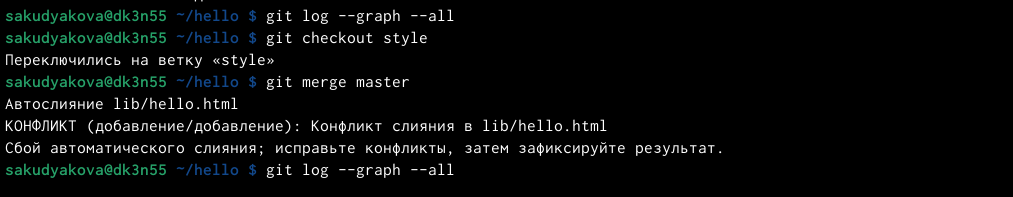 sakudyakova@dk3n55 ~/hello $ git log --graph --all
sakudyakova@dk3n55 ~/hello $ git checkout style
Переключились на ветку «style»
sakudyakova@dk3n55 ~/hello $ git merge master
Автослияние lib/hello.html
КОНФЛИКТ (добавление/добавление): Конфликт слияния в lib/hello.html
Сбой автоматического слияния; исправьте конфликты, затем зафиксируйте результат.
sakudyakova@dk3n55 ~/hello $ git log --graph --all